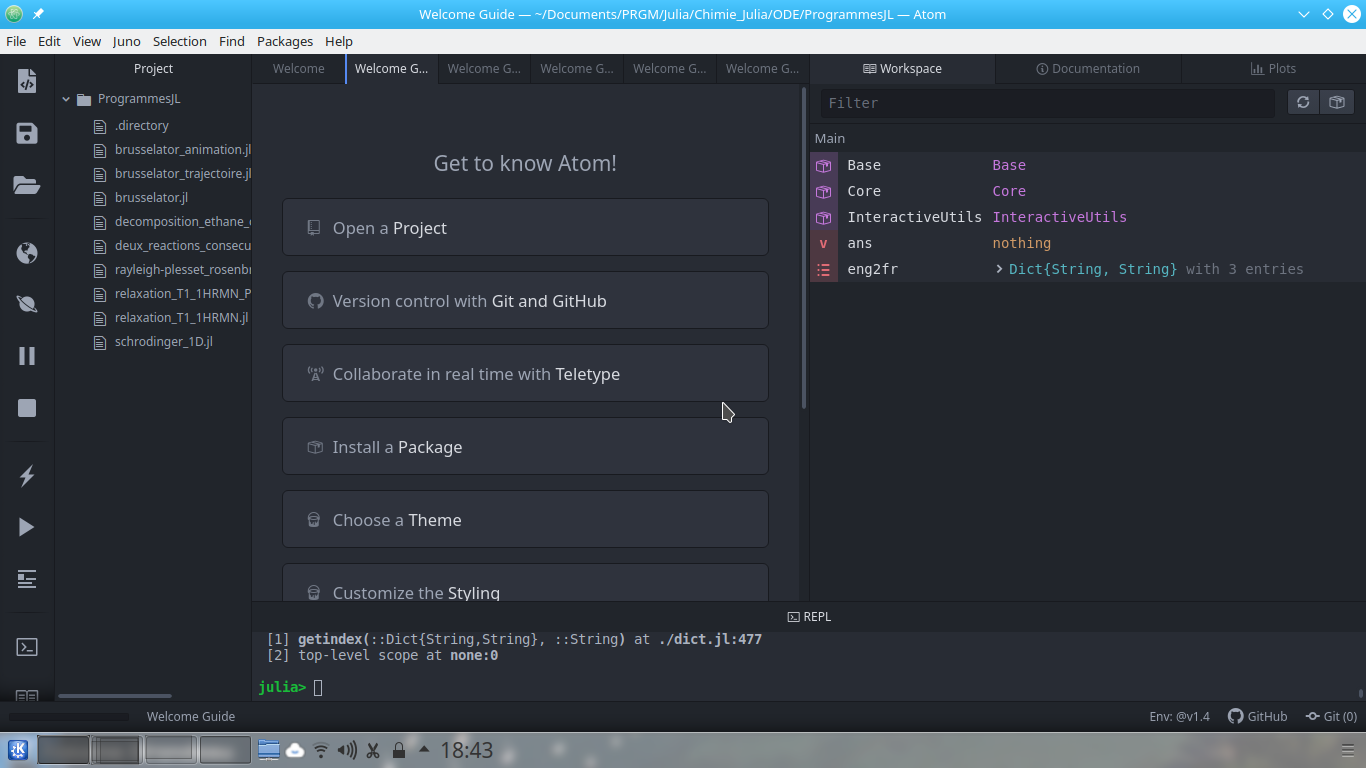 Welcome Guide — ~/Documents/PRGM/Julia/Chimie_Julia/ODE/ProgrammesJL — Atom
File Edit View Juno Selection Find Packages Help
Project
ProgrammesJL
.directory
brusselator_animation.jl
brusselator_trajectoire.jl
brusselator.jl
decomposition_ethane_
deux_reactions_consecu
rayleigh-plesset_rosenb
relaxation_T1_1HRMN_P
relaxation_T1_1HRMN.jl
schrodinger_1D.jl
Welcome Welcome G... Welcome G... Welcome G... Welcome G... Welcome G...
Get to know Atom!
Open a Project
Version control with Git and GitHub
Collaborate in real time with Teletype
Install a Package
Choose a Theme
Customize the Styling
Workspace Documentation Plots
Filter
Main
Base Base
Core Core
InteractiveUtils InteractiveUtils
v ans nothing
eng2fr > Dict{String, String} with 3 entries
REPL
[1] getindex(::Dict{String,String}, ::String) at ./dict.jl:477
[2] top-level scope at none:0
julia>
Welcome Guide Env: @v1.4 GitHub Git (0)
18:43